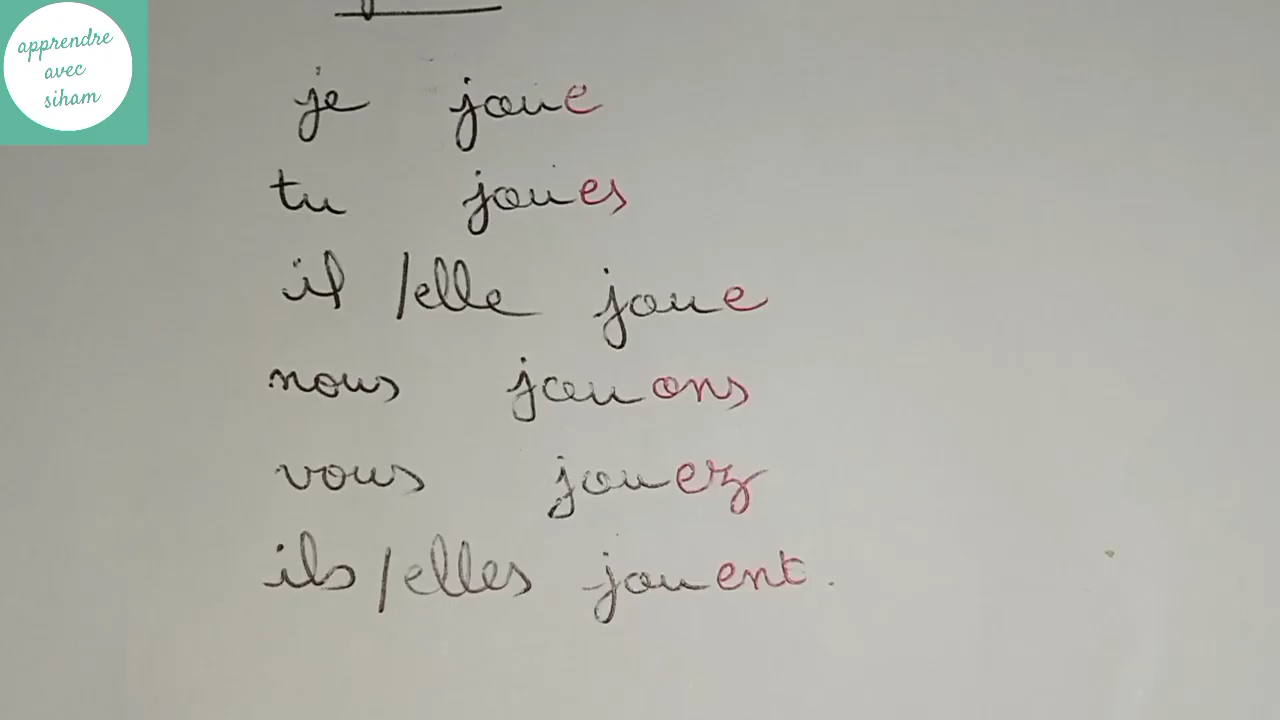 apprendre
avec
siham
je joue
tu joues
il /elle joue
nous jouons
vous jouez
ils/elles jouent.